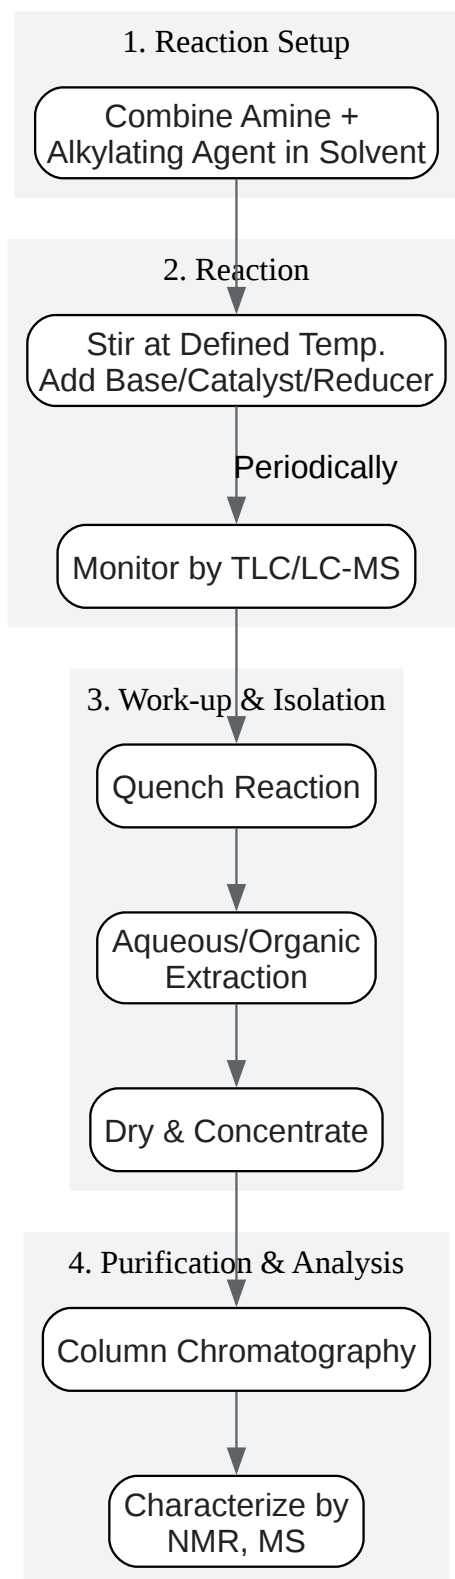 1. Reaction Setup
Combine Amine +
Alkylating Agent in Solvent
2. Reaction
Stir at Defined Temp.
Add Base/Catalyst/Reducer
Periodically
Monitor by TLC/LC-MS
3. Work-up & Isolation
Quench Reaction
Aqueous/Organic
Extraction
Dry & Concentrate
4. Purification & Analysis
Column Chromatography
Characterize by
NMR, MS